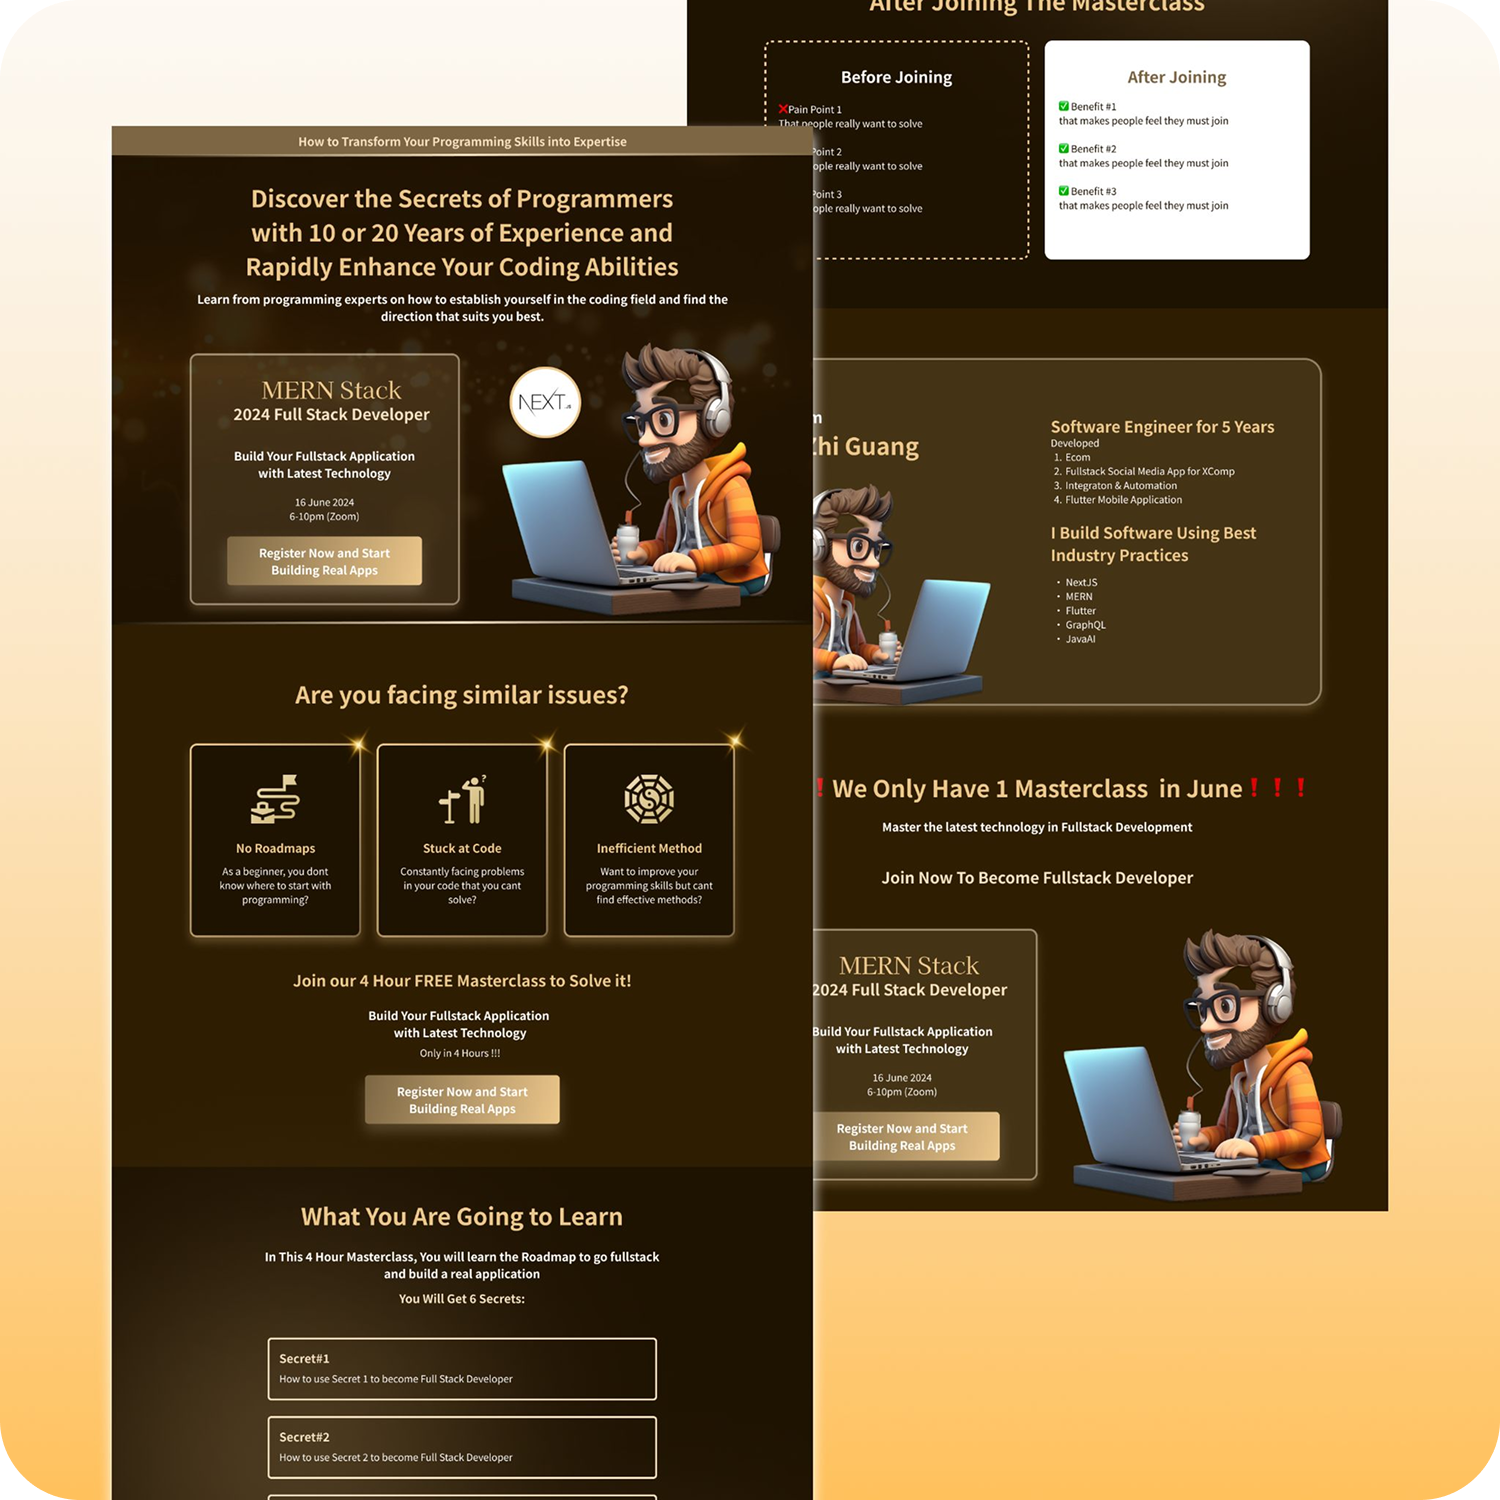 How to Transform Your Programming Skills into Expertise
Discover the Secrets of Programmers
with 10 or 20 Years of Experience and
Rapidly Enhance Your Coding Abilities
Learn from programming experts on how to establish yourself in the coding field and find the
direction that suits you best.
MERN Stack
2024 Full Stack Developer
Build Your Fullstack Application
with Latest Technology
16 June 2024
6-10pm (Zoom)
Register Now and Start
Building Real Apps
NEXT.JS
Are you facing similar issues?
No Roadmaps
As a beginner, you dont
know where to start with
programming?
?
Stuck at Code
Constantly facing problems
in your code that you cant
solve?
Inefficient Method
Want to improve your
programming skills but cant
find effective methods?
Join our 4 Hour FREE Masterclass to Solve it!
Build Your Fullstack Application
with Latest Technology
Only in 4 Hours !!!
Register Now and Start
Building Real Apps
What You Are Going to Learn
In This 4 Hour Masterclass, You will learn the Roadmap to go fullstack
and build a real application
You Will Get 6 Secrets:
Secret#1
How to use Secret 1 to become Full Stack Developer
Secret#2
How to use Secret 2 to become Full Stack Developer
After Joining The Masterclass
Before Joining
❌Pain Point 1
That people really want to solve
Point 2
people really want to solve
Point 3
people really want to solve
After Joining
✅ Benefit #1
that makes people feel they must join
✅ Benefit #2
that makes people feel they must join
✅ Benefit #3
that makes people feel they must join
Zhi Guang
Software Engineer for 5 Years
Developed
1. Ecom
2. Fullstack Social Media App for XComp
3. Integraton & Automation
4. Flutter Mobile Application
I Build Software Using Best
Industry Practices
• NextJS
• MERN
• Flutter
• GraphQL
• JavaAI
❗ We Only Have 1 Masterclass in June ❗ ❗ ❗
Master the latest technology in Fullstack Development
Join Now To Become Fullstack Developer
MERN Stack
2024 Full Stack Developer
Build Your Fullstack Application
with Latest Technology
16 June 2024
6-10pm (Zoom)
Register Now and Start
Building Real Apps